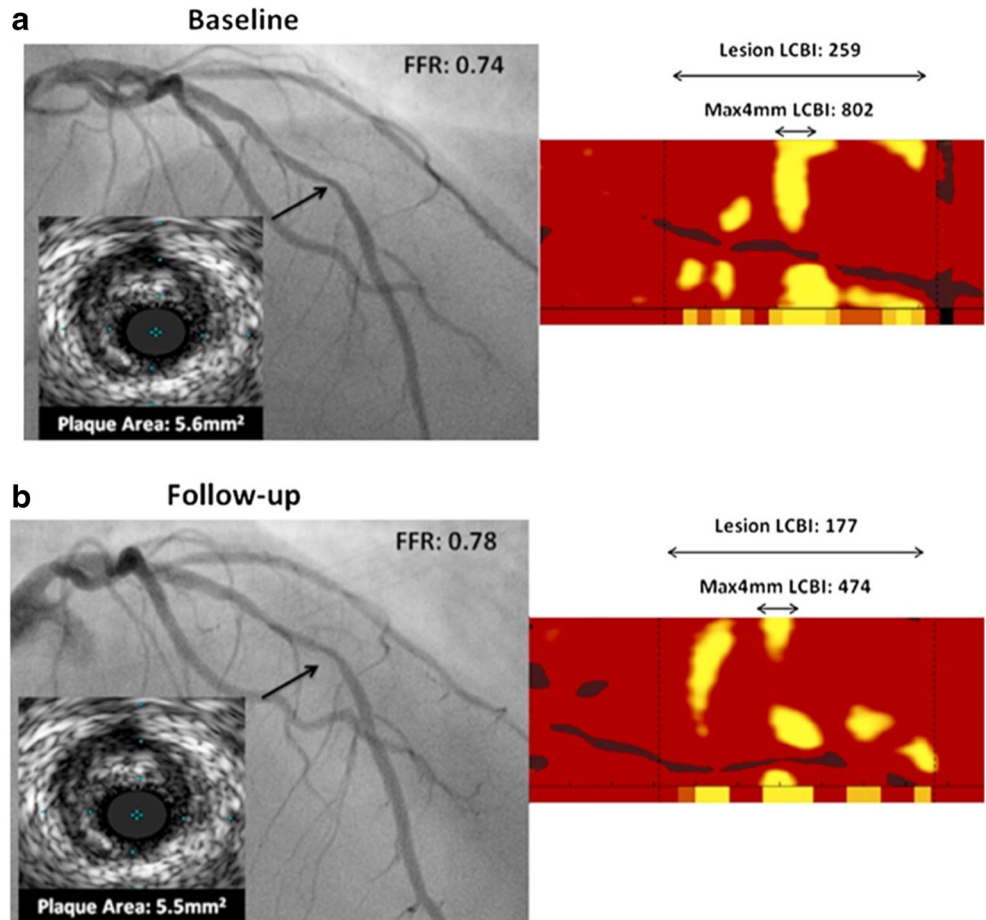 a
Baseline
FFR: 0.74
Plaque Area: 5.6mm²
Lesion LCBI: 259
Max4mm LCBI: 802
b
Follow-up
FFR: 0.78
Plaque Area: 5.5mm²
Lesion LCBI: 177
Max4mm LCBI: 474